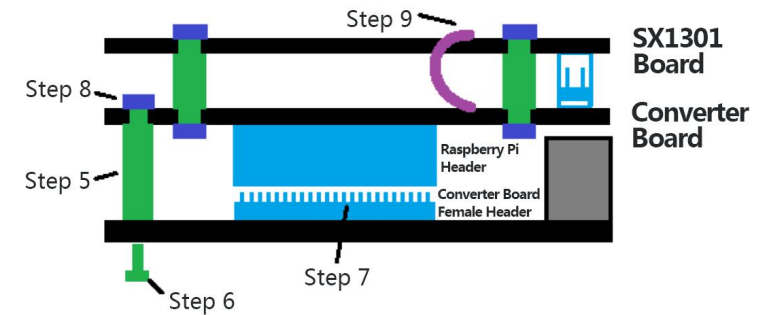 Step 9
SX1301
Board
Step 8
Converter
Board
Raspberry Pi
Header
Step 5
Converter Board
Female Header
Step 7
Step 6